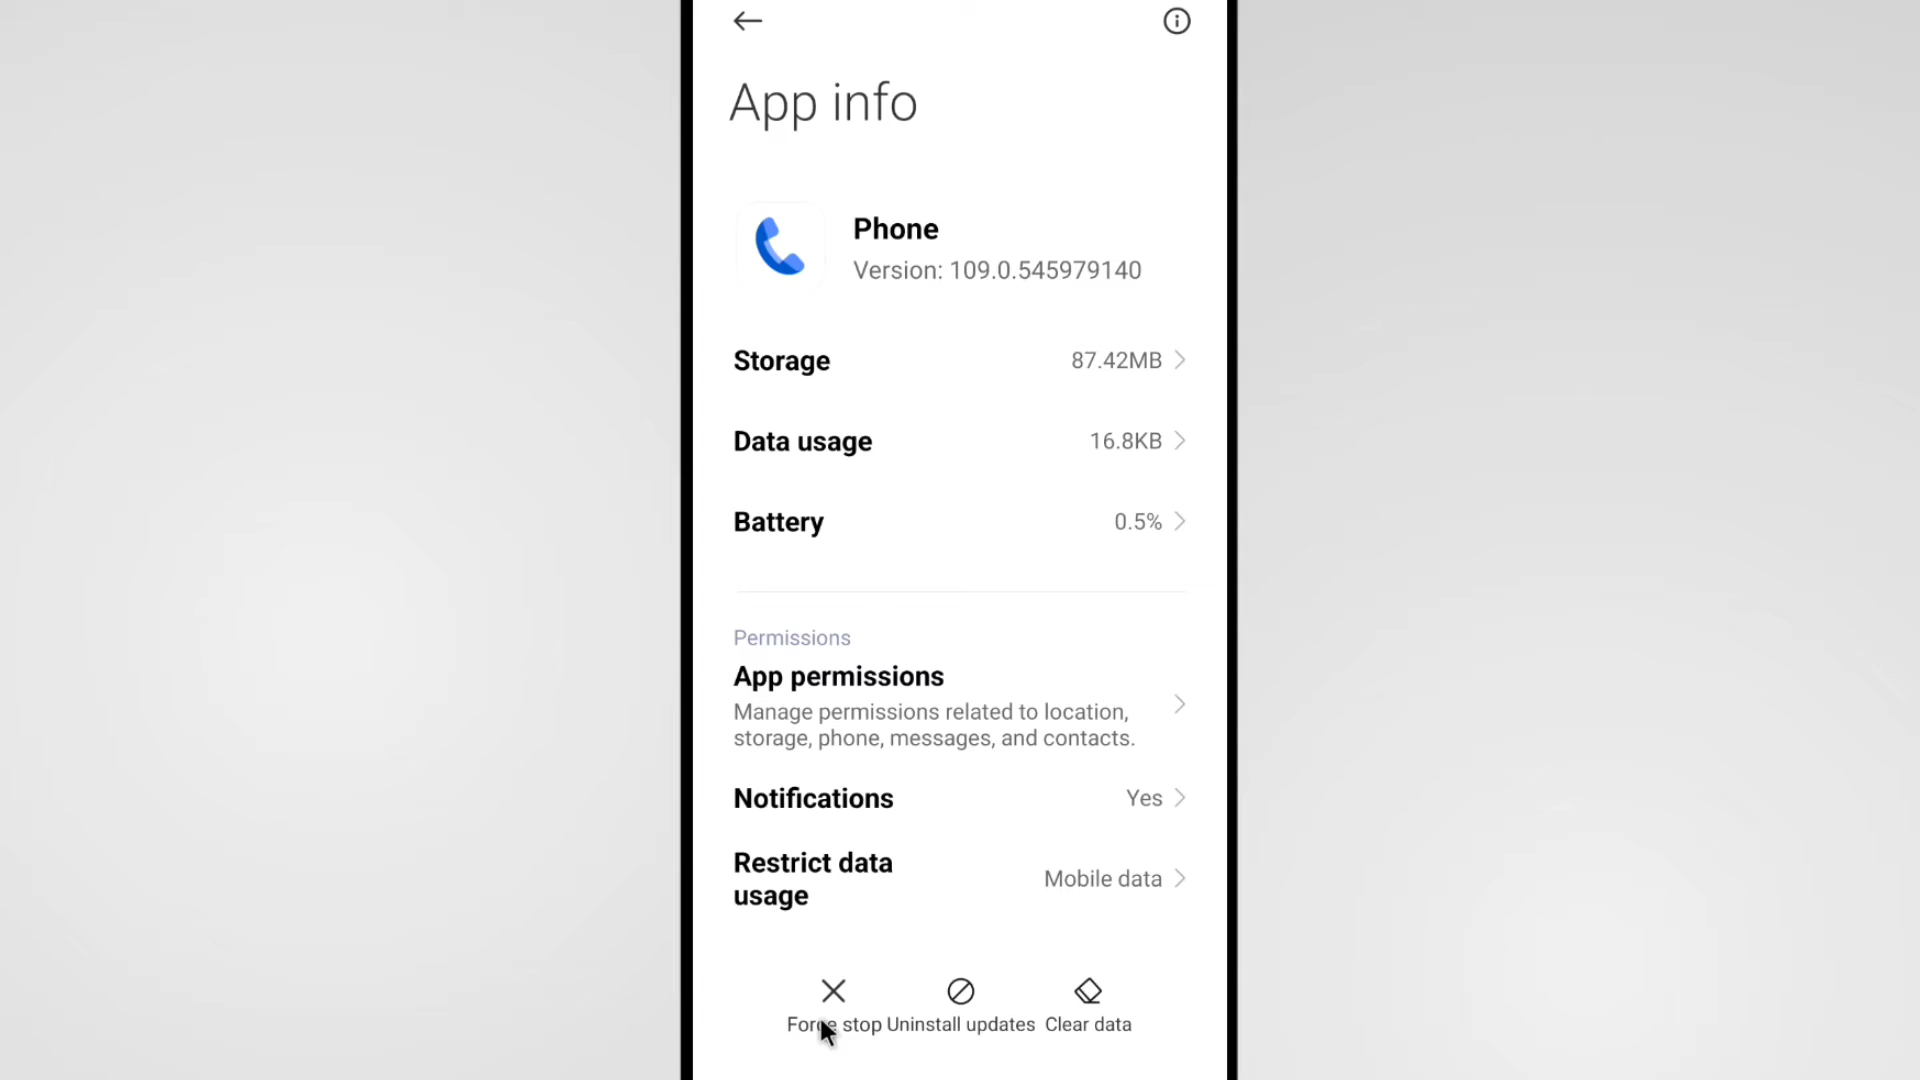 App info
Phone
Version: 109.0.545979140
Storage 87.42MB
Data usage 16.8KB
Battery 0.5%
Permissions
App permissions
Manage permissions related to location,
storage, phone, messages, and contacts.
Notifications Yes
Restrict data
usage
Mobile data
Force stop Uninstall updates Clear data